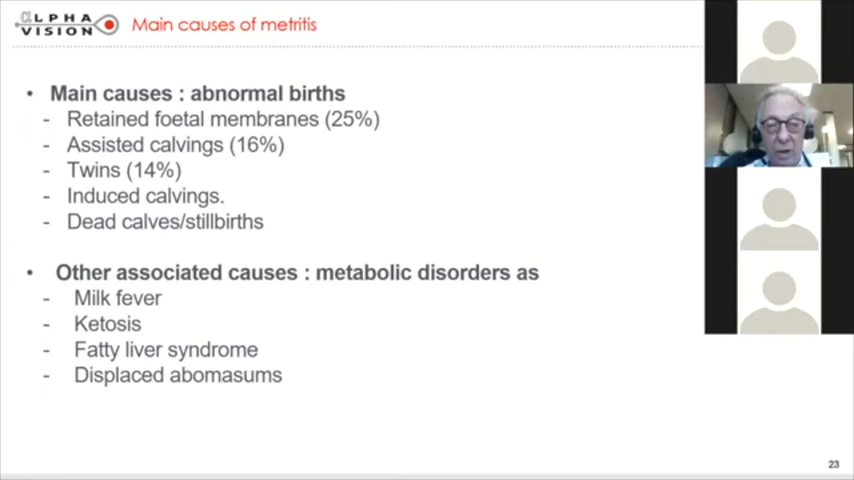 αLPHA
VISION
Main causes of metritis
• Main causes : abnormal births
- Retained foetal membranes (25%)
- Assisted calvings (16%)
- Twins (14%)
- Induced calvings.
- Dead calves/stillbirths
• Other associated causes : metabolic disorders as
- Milk fever
- Ketosis
- Fatty liver syndrome
- Displaced abomasums
23